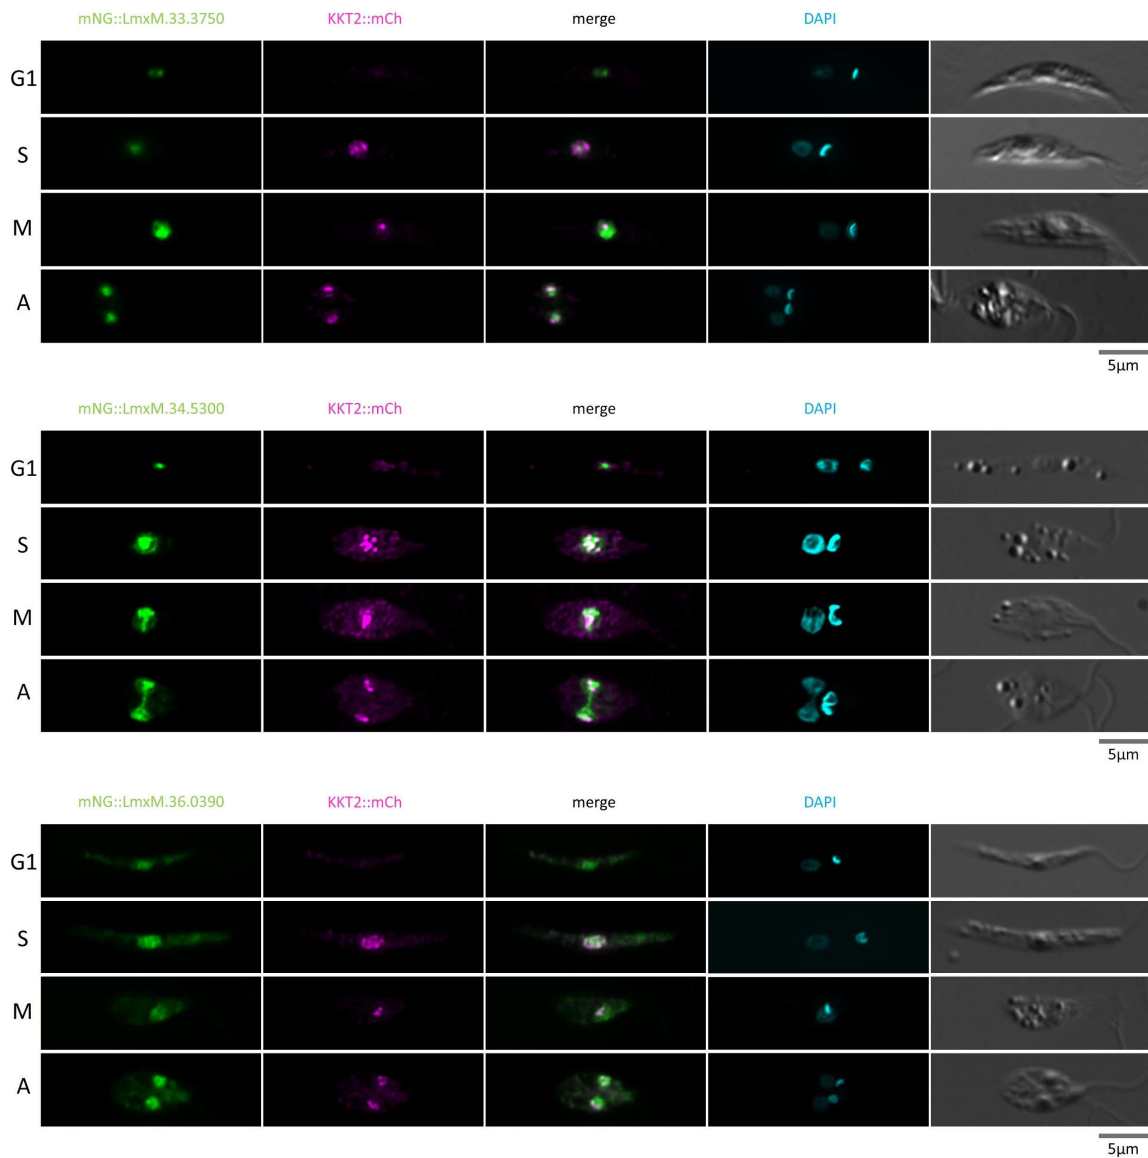 mNG::LmxM.33.3750 KKT2::mCh merge DAPI
G1
S
M
A
5µm
mNG::LmxM.34.5300 KKT2::mCh merge DAPI
G1
S
M
A
5µm
mNG::LmxM.36.0390 KKT2::mCh merge DAPI
G1
S
M
A
5µm